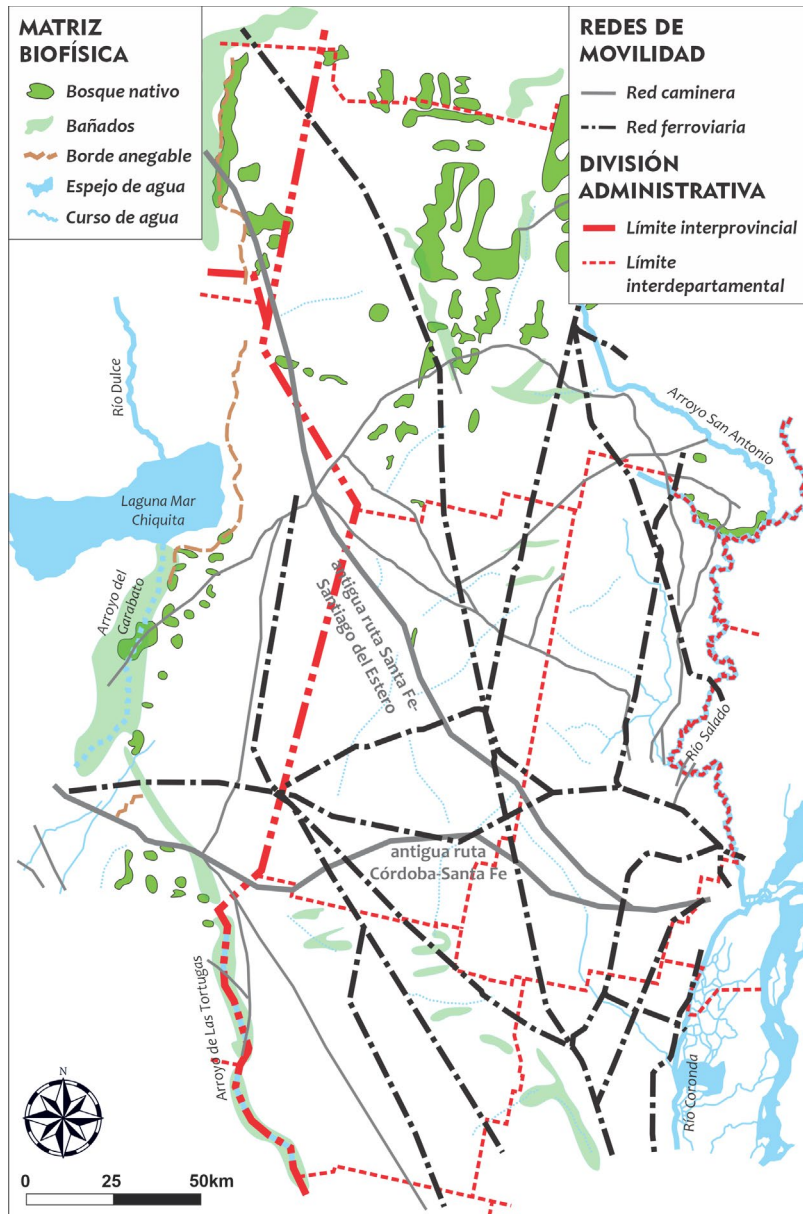 MATRIZ
BIOFÍSICA
Bosque nativo
Bañados
Borde anegable
Espejo de agua
Curso de agua
REDES DE
MOVILIDAD
Red caminera
Red ferroviaria
DIVISIÓN
ADMINISTRATIVA
Límite interprovincial
Límite
interdepartamental
Río Dulce
Arroyo San Antonio
Laguna Mar
Chiquita
Arroyo del
Garabato
antigua ruta Santa Fe-
Santiago del Estero
Río Salado
antigua ruta
Córdoba-Santa Fe
Arroyo de Las Tortugas
Río Coronda
N
0 25 50km